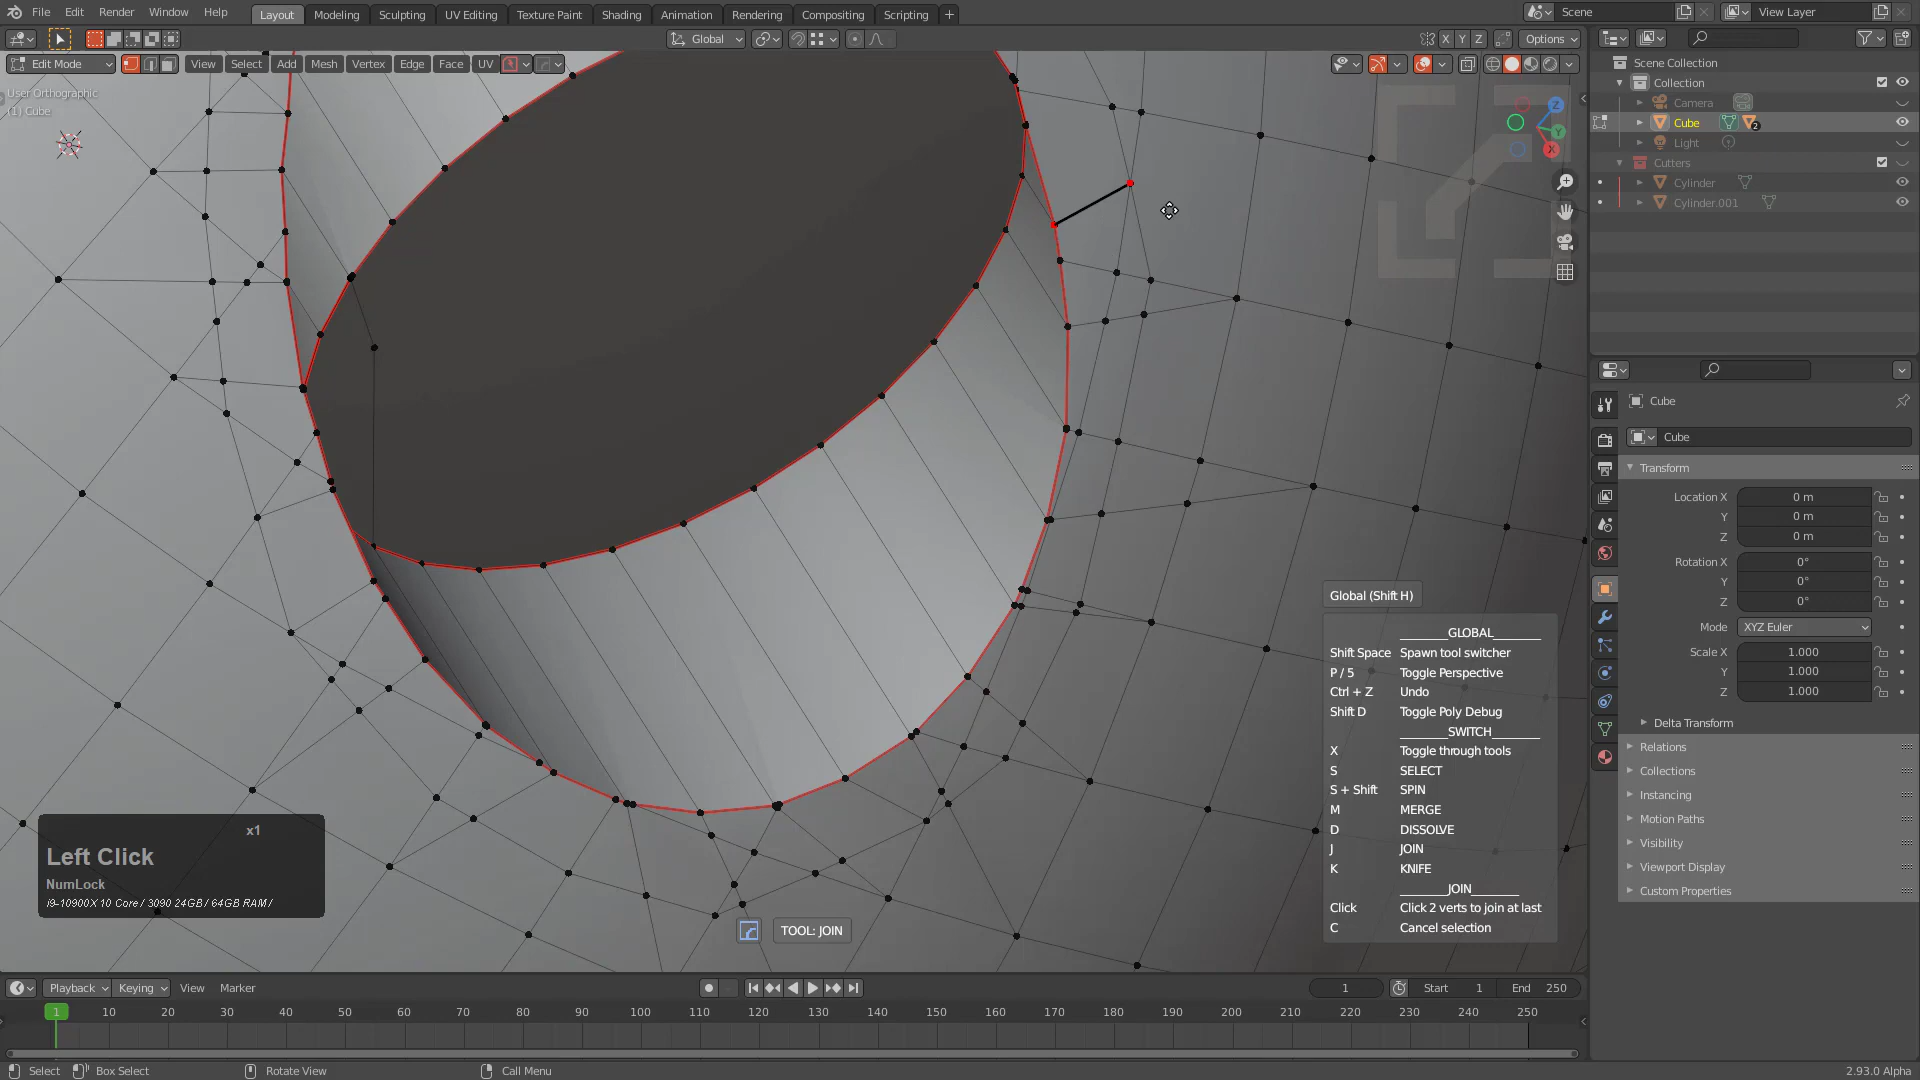 File Edit Render Window Help Layout Modeling Sculpting UV Editing Texture Paint Shading Animation Rendering Compositing Scripting + Scene View Layer
Global X Y Z Options
Edit Mode View Select Add Mesh Vertex Edge Face UV
User Orthographic
(1) Cube
Z
Y
X
Scene Collection
Collection
Camera
Cube 2
Light
Cutters
Cylinder
Cylinder.001
Cube
Cube
Transform
Location X 0 m
Y 0 m
Z 0 m
Rotation X 0°
Y 0°
Z 0°
Mode XYZ Euler
Scale X 1.000
Y 1.000
Z 1.000
Delta Transform
Relations
Collections
Instancing
Motion Paths
Visibility
Viewport Display
Custom Properties
Global (Shift H)
________GLOBAL________
Shift Space Spawn tool switcher
P / 5 Toggle Perspective
Ctrl + Z Undo
Shift D Toggle Poly Debug
________SWITCH________
X Toggle through tools
S SELECT
S + Shift SPIN
M MERGE
D DISSOLVE
J JOIN
K KNIFE
________JOIN________
Click Click 2 verts to join at last
C Cancel selection
x1
Left Click
NumLock
i9-10900X 10 Core / 3090 24GB / 64GB RAM /
TOOL: JOIN
Playback Keying View Marker 1 Start 1 End 250
1 10 20 30 40 50 60 70 80 90 100 110 120 130 140 150 160 170 180 190 200 210 220 230 240 250
Select Box Select Rotate View Call Menu 2.93.0 Alpha